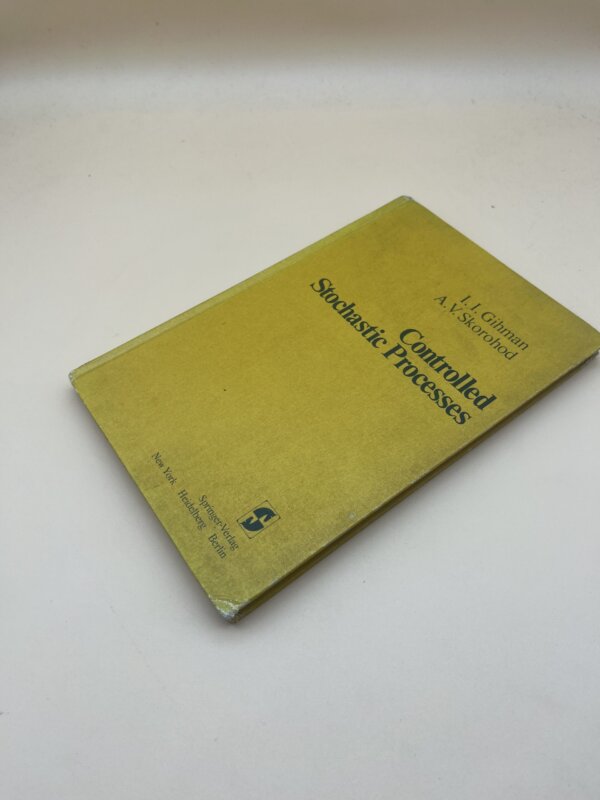 I. I. Gihman
A.V. Skorohod
Controlled
Stochastic Processes
Springer-Verlag
New York Heidelberg Berlin